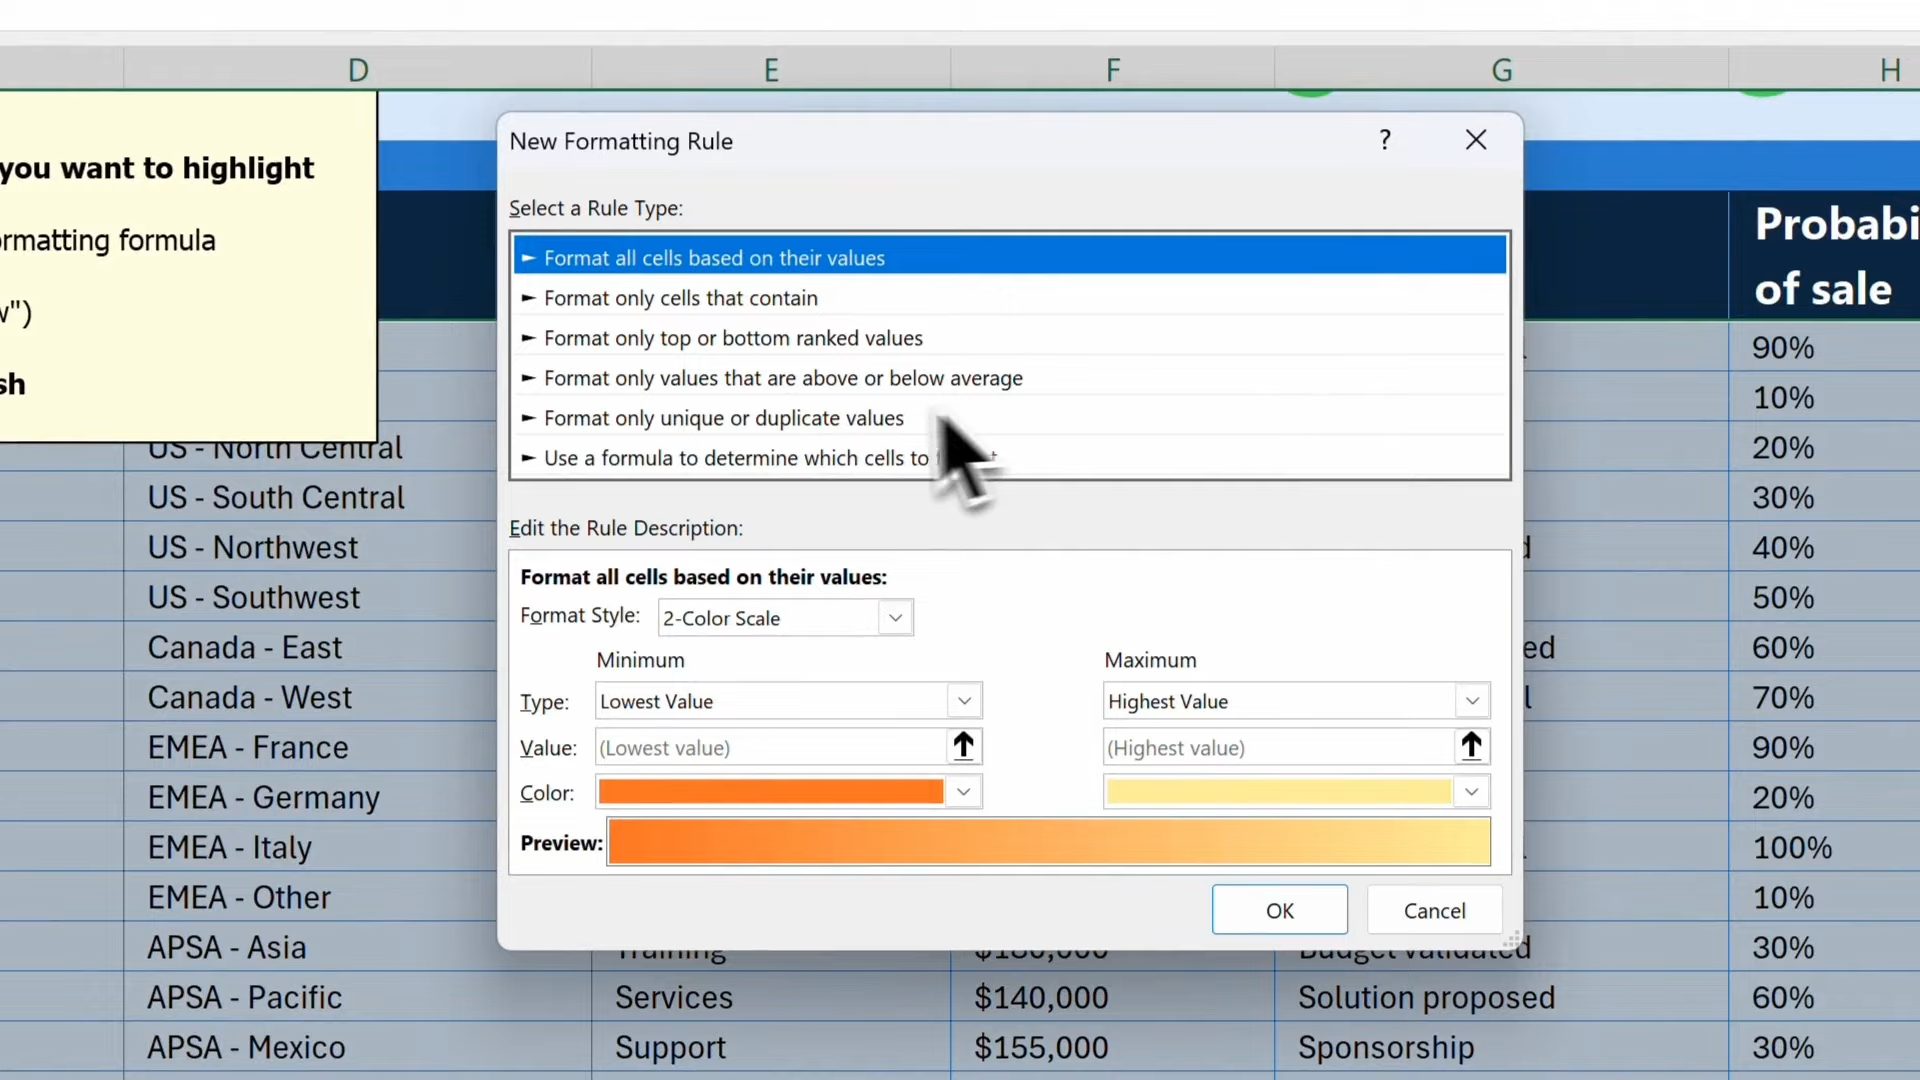 D E F G H
you want to highlight
ormatting formula
w")
sh
New Formatting Rule ? ×
Select a Rule Type:
► Format all cells based on their values
► Format only cells that contain
► Format only top or bottom ranked values
► Format only values that are above or below average
► Format only unique or duplicate values
► Use a formula to determine which cells to
Edit the Rule Description:
Format all cells based on their values:
Format Style: 2-Color Scale
Minimum Maximum
Type: Lowest Value Highest Value
Value: (Lowest value) (Highest value)
Color:
Preview:
OK Cancel
Probabi
of sale
90%
10%
US - North Central 20%
US - South Central 30%
US - Northwest d 40%
US - Southwest 50%
Canada - East ed 60%
Canada - West l 70%
EMEA - France 90%
EMEA - Germany 20%
EMEA - Italy 100%
EMEA - Other 10%
APSA - Asia Training $180,000 Budget validated 30%
APSA - Pacific Services $140,000 Solution proposed 60%
APSA - Mexico Support $155,000 Sponsorship 30%